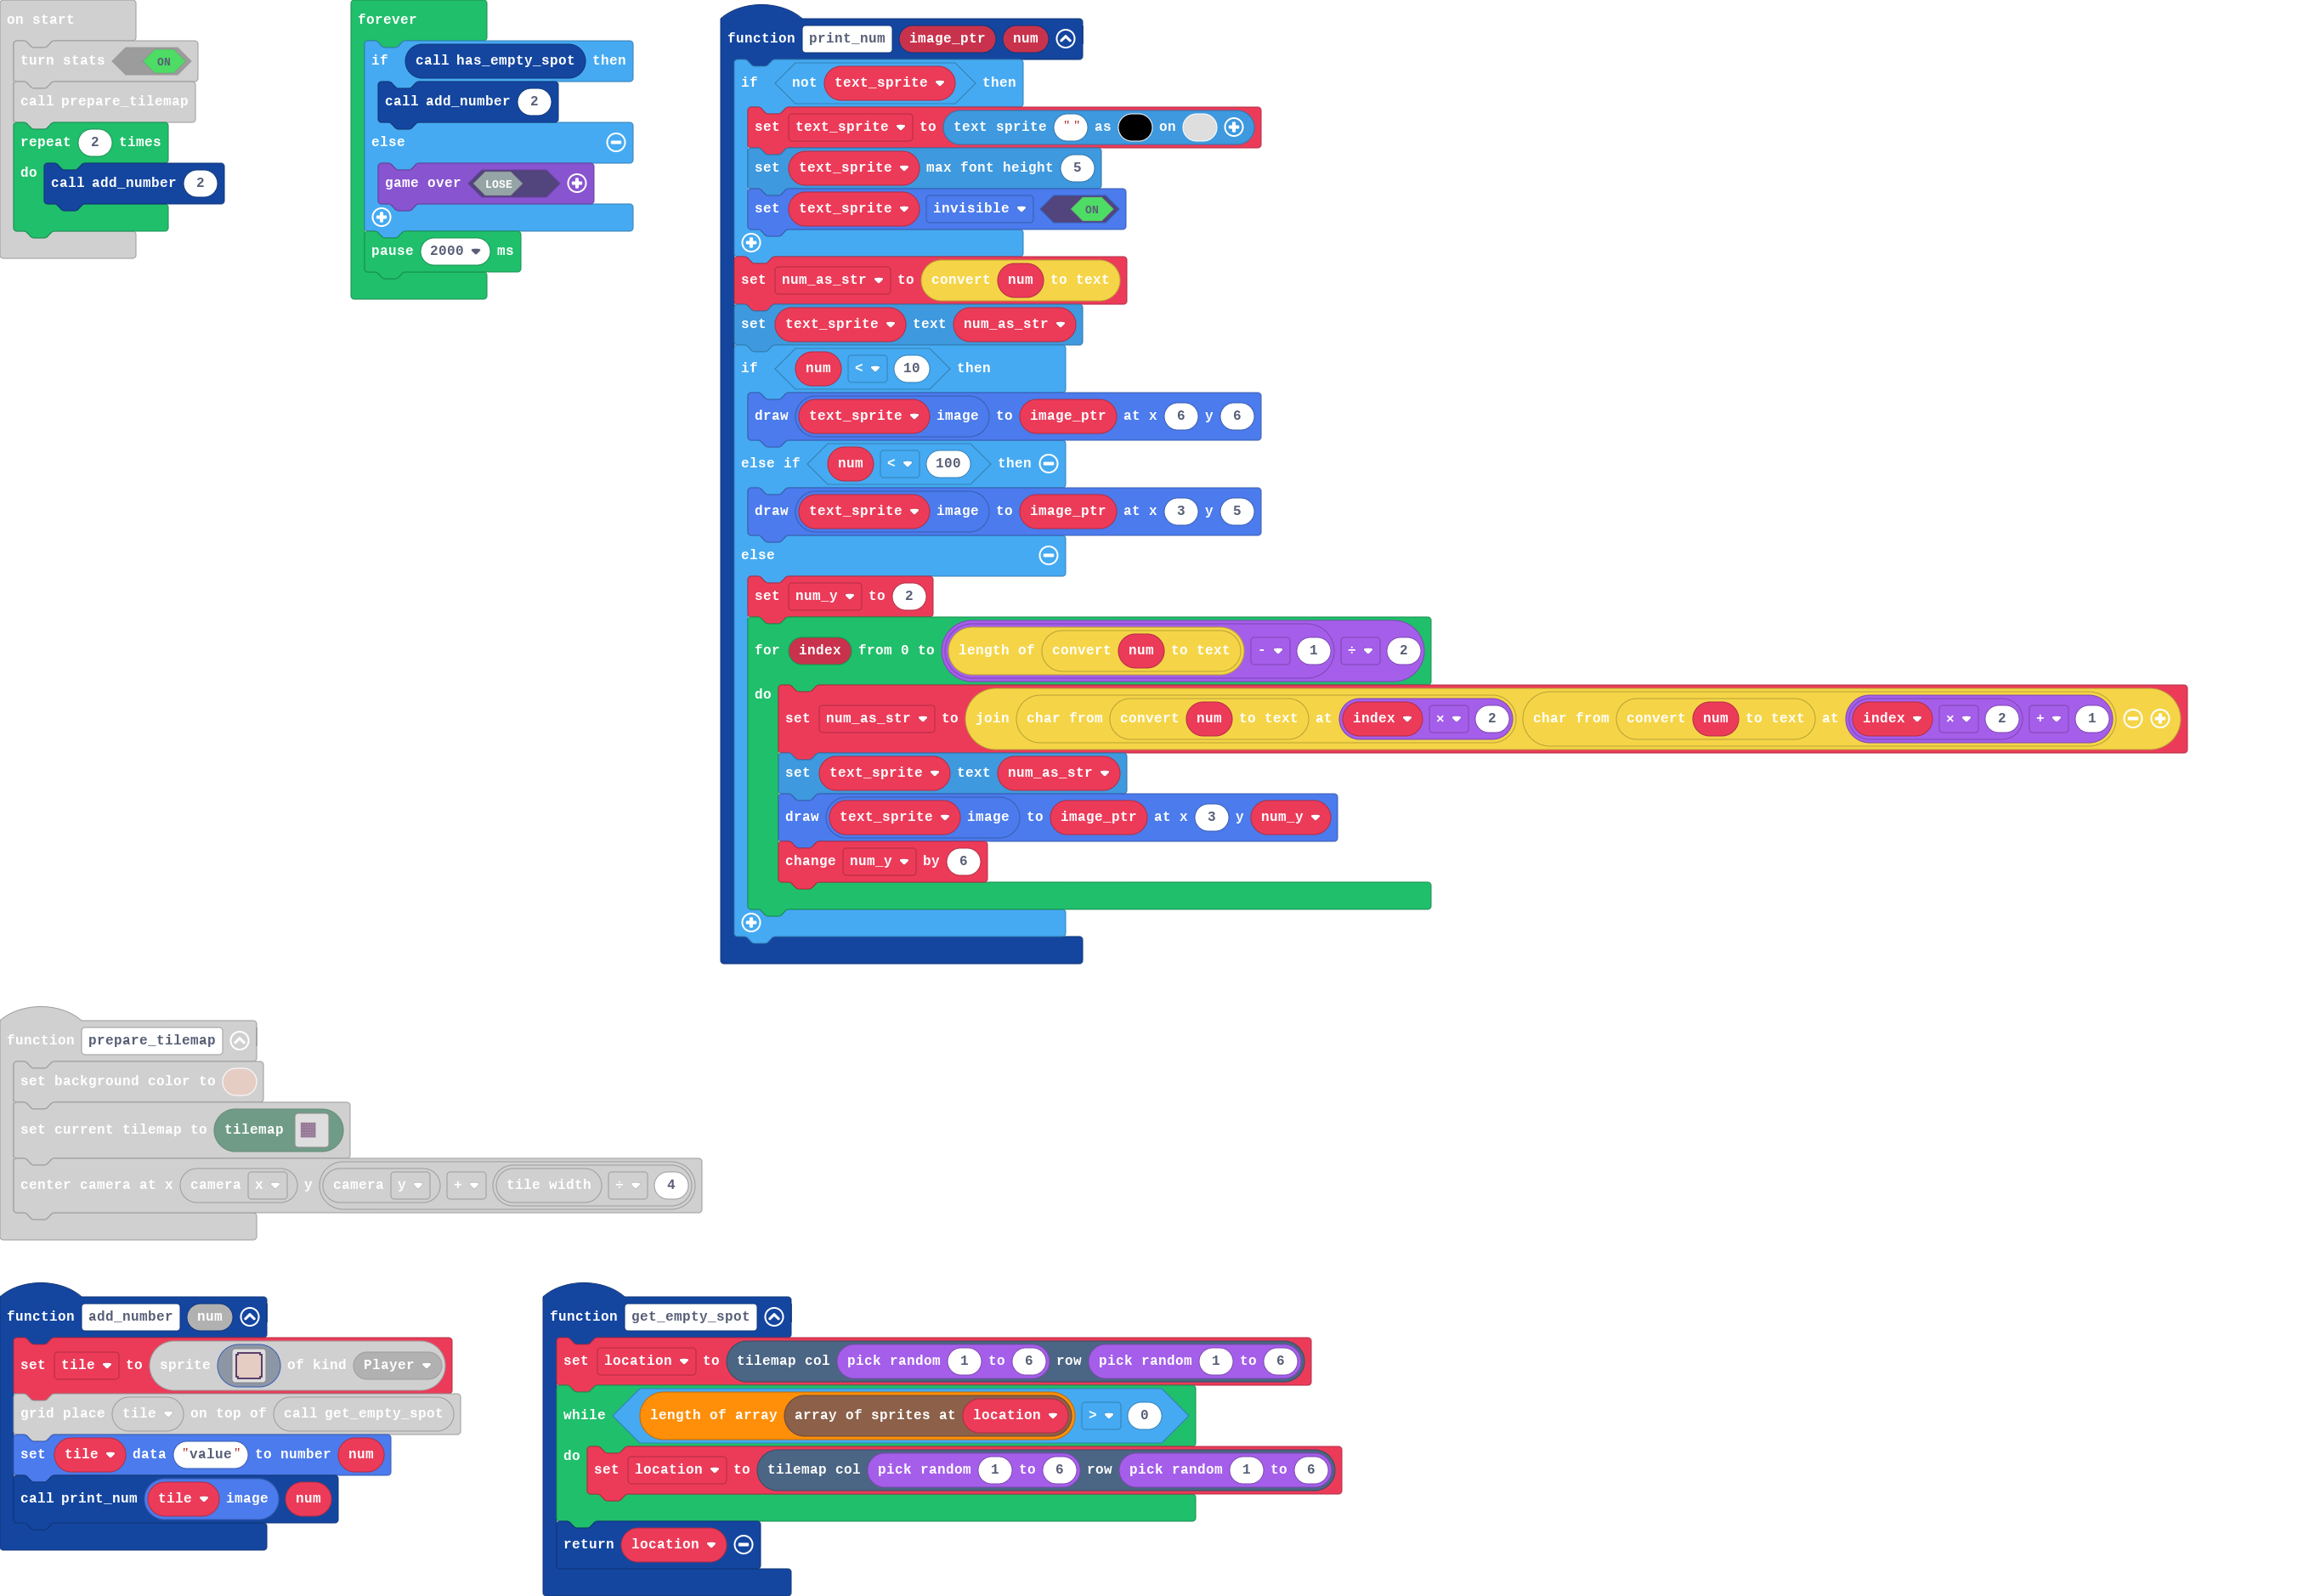 on start
turn stats ON
call prepare_tilemap
repeat 2 times
do call add_number 2
forever
if call has_empty_spot then
call add_number 2
else
game over LOSE
pause 2000 ms
function print_num image_ptr num
if not text_sprite then
set text_sprite to text sprite "" as on
set text_sprite max font height 5
set text_sprite invisible ON
set num_as_str to convert num to text
set text_sprite text num_as_str
if num < 10 then
draw text_sprite image to image_ptr at x 6 y 6
else if num < 100 then
draw text_sprite image to image_ptr at x 3 y 5
else
set num_y to 2
for index from 0 to length of convert num to text - 1 ÷ 2
do set num_as_str to join char from convert num to text at index × 2 char from convert num to text at index × 2 + 1
set text_sprite text num_as_str
draw text_sprite image to image_ptr at x 3 y num_y
change num_y by 6
function prepare_tilemap
set background color to
set current tilemap to tilemap
center camera at x camera x y camera y + tile width ÷ 4
function add_number num
set tile to sprite of kind Player
grid place tile on top of call get_empty_spot
set tile data "value" to number num
call print_num tile image num
function get_empty_spot
set location to tilemap col pick random 1 to 6 row pick random 1 to 6
while length of array array of sprites at location > 0
do set location to tilemap col pick random 1 to 6 row pick random 1 to 6
return location